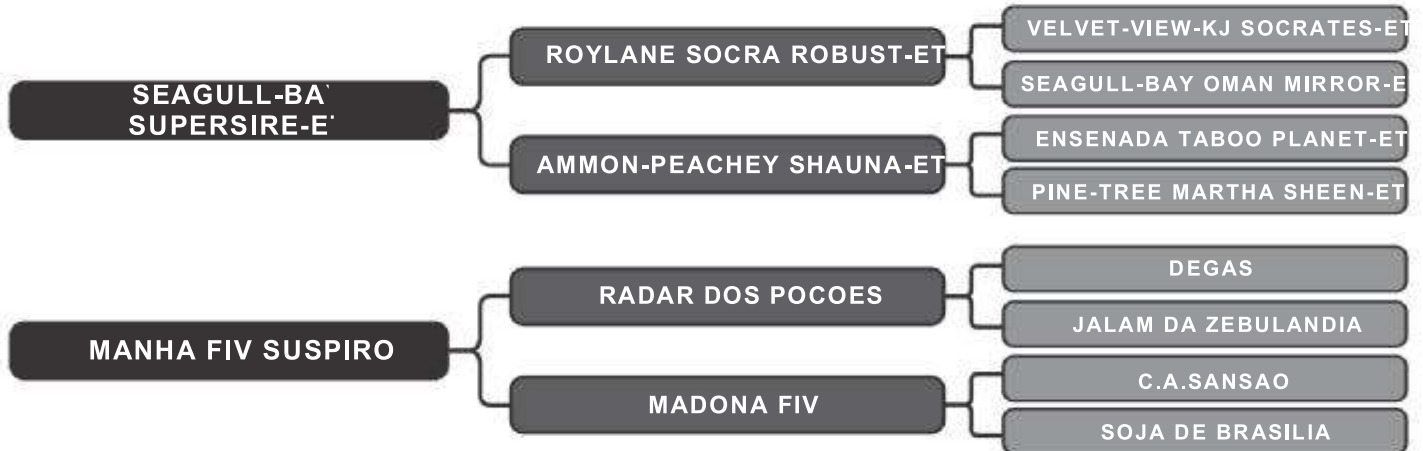 VELVET-VIEW-KJ SOCRATES-ET
ROYLANE SOCRA ROBUST-ET
SEAGULL-BAY OMAN MIRROR-E
SEAGULL-BA
SUPERSIRE-E
ENSENADA TABOO PLANET-ET
AMMON-PEACHEY SHAUNA-ET
PINE-TREE MARTHA SHEEN-ET
DEGAS
RADAR DOS POCOES
JALAM DA ZEBULANDIA
MANHA FIV SUSPIRO
C.A.SANSAO
MADONA FIV
SOJA DE BRASILIA